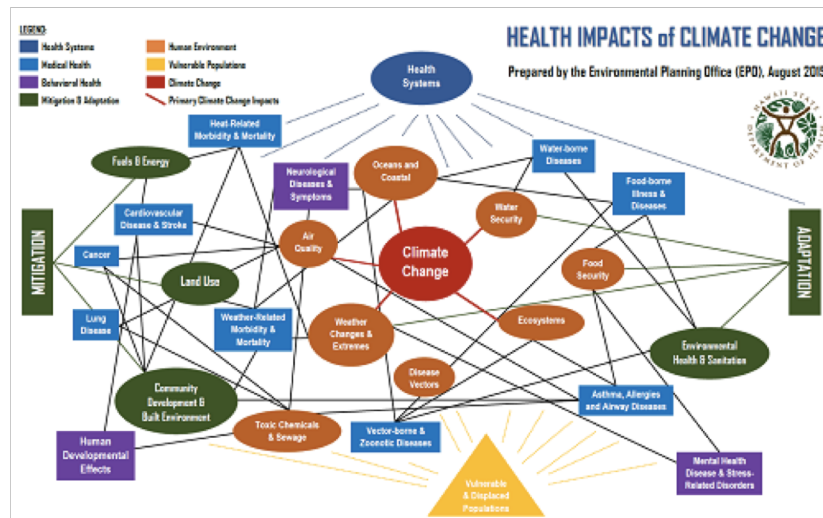 LEGEND:
Health Systems
Medical Health
Behavioral Health
Mitigation & Adaptation
Human Environment
Vulnerable Populations
Climate Change
Primary Climate Change Impacts
HEALTH IMPACTS of CLIMATE CHANGE
Prepared by the Environmental Planning Office (EPO), August 2015
HAWAII STATE
DEPARTMENT OF HEALTH
Health
Systems
Heat-Related
Morbidity & Mortality
Fuels & Energy
Neurological
Diseases &
Symptoms
Oceans and
Coastal
Water-borne
Diseases
Food-borne
Illness &
Diseases
Cardiovascular
Disease & Stroke
Water
Security
Air
Quality
Cancer
Climate
Change
Food
Security
MITIGATION
ADAPTATION
Land Use
Lung
Disease
Weather-Related
Morbidity &
Mortality
Weather
Changes &
Extremes
Ecosystems
Environmental
Health & Sanitation
Disease
Vectors
Community
Development &
Built Environment
Asthma, Allergies
and Airway Diseases
Toxic Chemicals
& Sewage
Vector-borne &
Zoonotic Diseases
Human
Developmental
Effects
Mental Health
Disease & Stress-
Related Disorders
Vulnerable
& Displaced
Populations